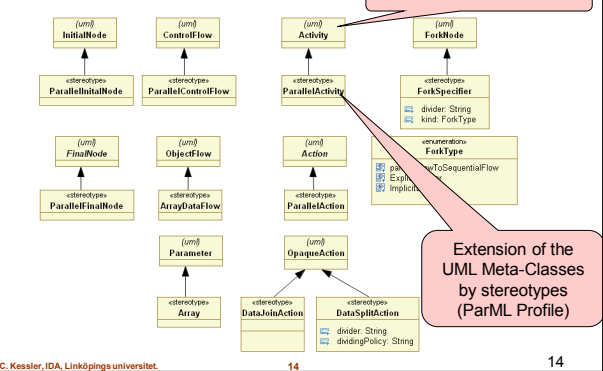 (uml)
InitialNode
(uml)
ControlFlow
(uml)
Activity
(uml)
ForkNode
«stereotype»
ParallelInitalNode
«stereotype»
ParallelControlFlow
«stereotype»
ParallelActivity
«stereotype»
ForkSpecifier
divider: String
kind: ForkType
(uml)
FinalNode
(uml)
ObjectFlow
(uml)
Action
«enumeration»
ForkType
owToSequentialFlow
«stereotype»
ParallelFinalNode
«stereotype»
ArrayDataFlow
«stereotype»
ParallelAction
(uml)
Parameter
(uml)
OpaqueAction
«stereotype»
Array
«stereotype»
DataJoinAction
«stereotype»
DataSplitAction
divider: String
dividingPolicy: String
Extension of the
UML Meta-Classes
by stereotypes
(ParML Profile)
C. Kessler, IDA, Linköpings universitet.
14
14